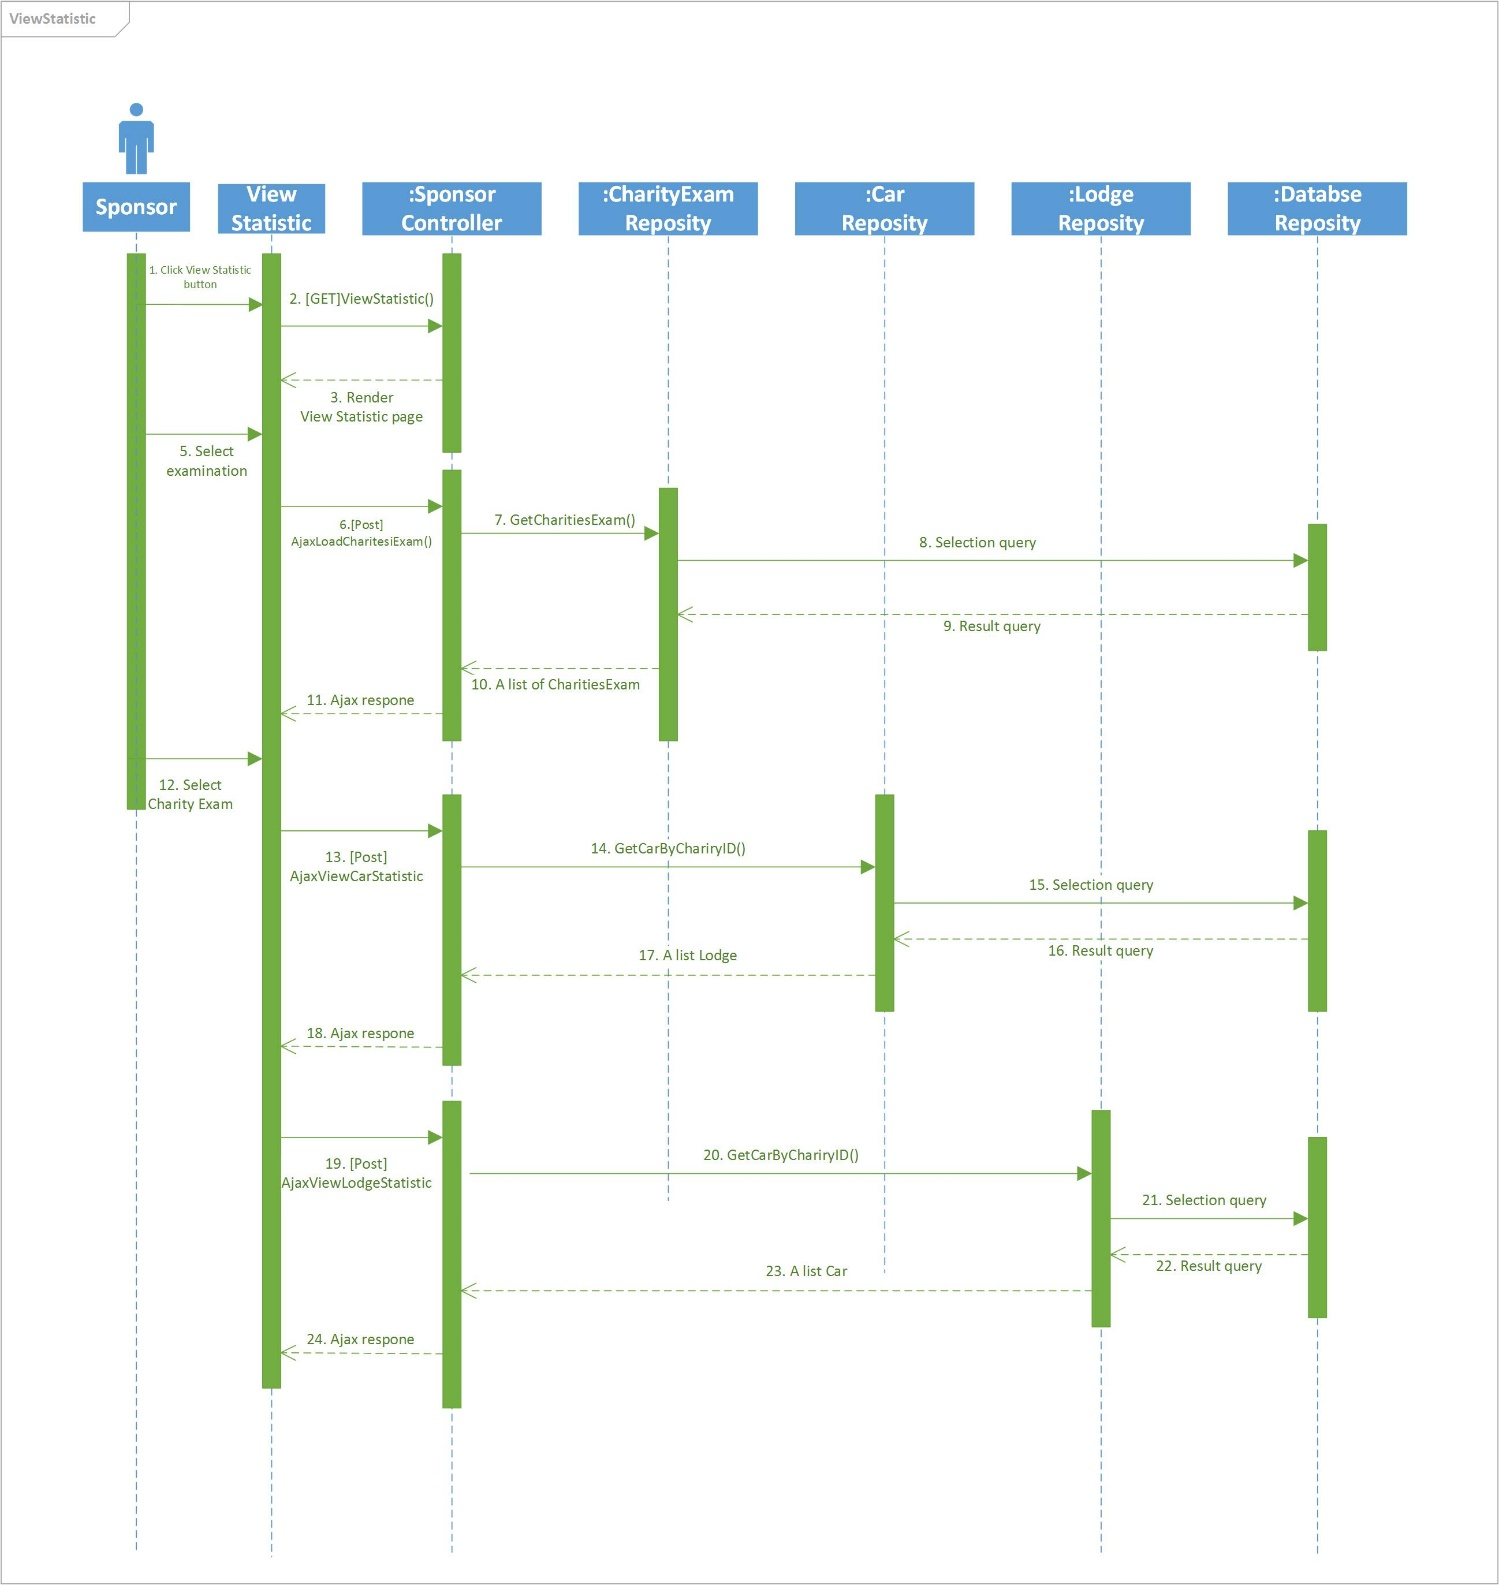 ViewStatistic
Sponsor
View
Statistic
:Sponsor
Controller
:CharityExam
Reposity
:Car
Reposity
:Lodge
Reposity
:Databse
Reposity
1. Click View Statistic
button
2. [GET]ViewStatistic()
3. Render
View Statistic page
5. Select
examination
6.[Post]
AjaxLoadCharitesiExam()
7. GetCharitiesExam()
8. Selection query
9. Result query
10. A list of CharitiesExam
11. Ajax respone
12. Select
Charity Exam
13. [Post]
AjaxViewCarStatistic
14. GetCarByChariryID()
15. Selection query
16. Result query
17. A list Lodge
18. Ajax respone
19. [Post]
AjaxViewLodgeStatistic
20. GetCarByChariryID()
21. Selection query
22. Result query
23. A list Car
24. Ajax respone